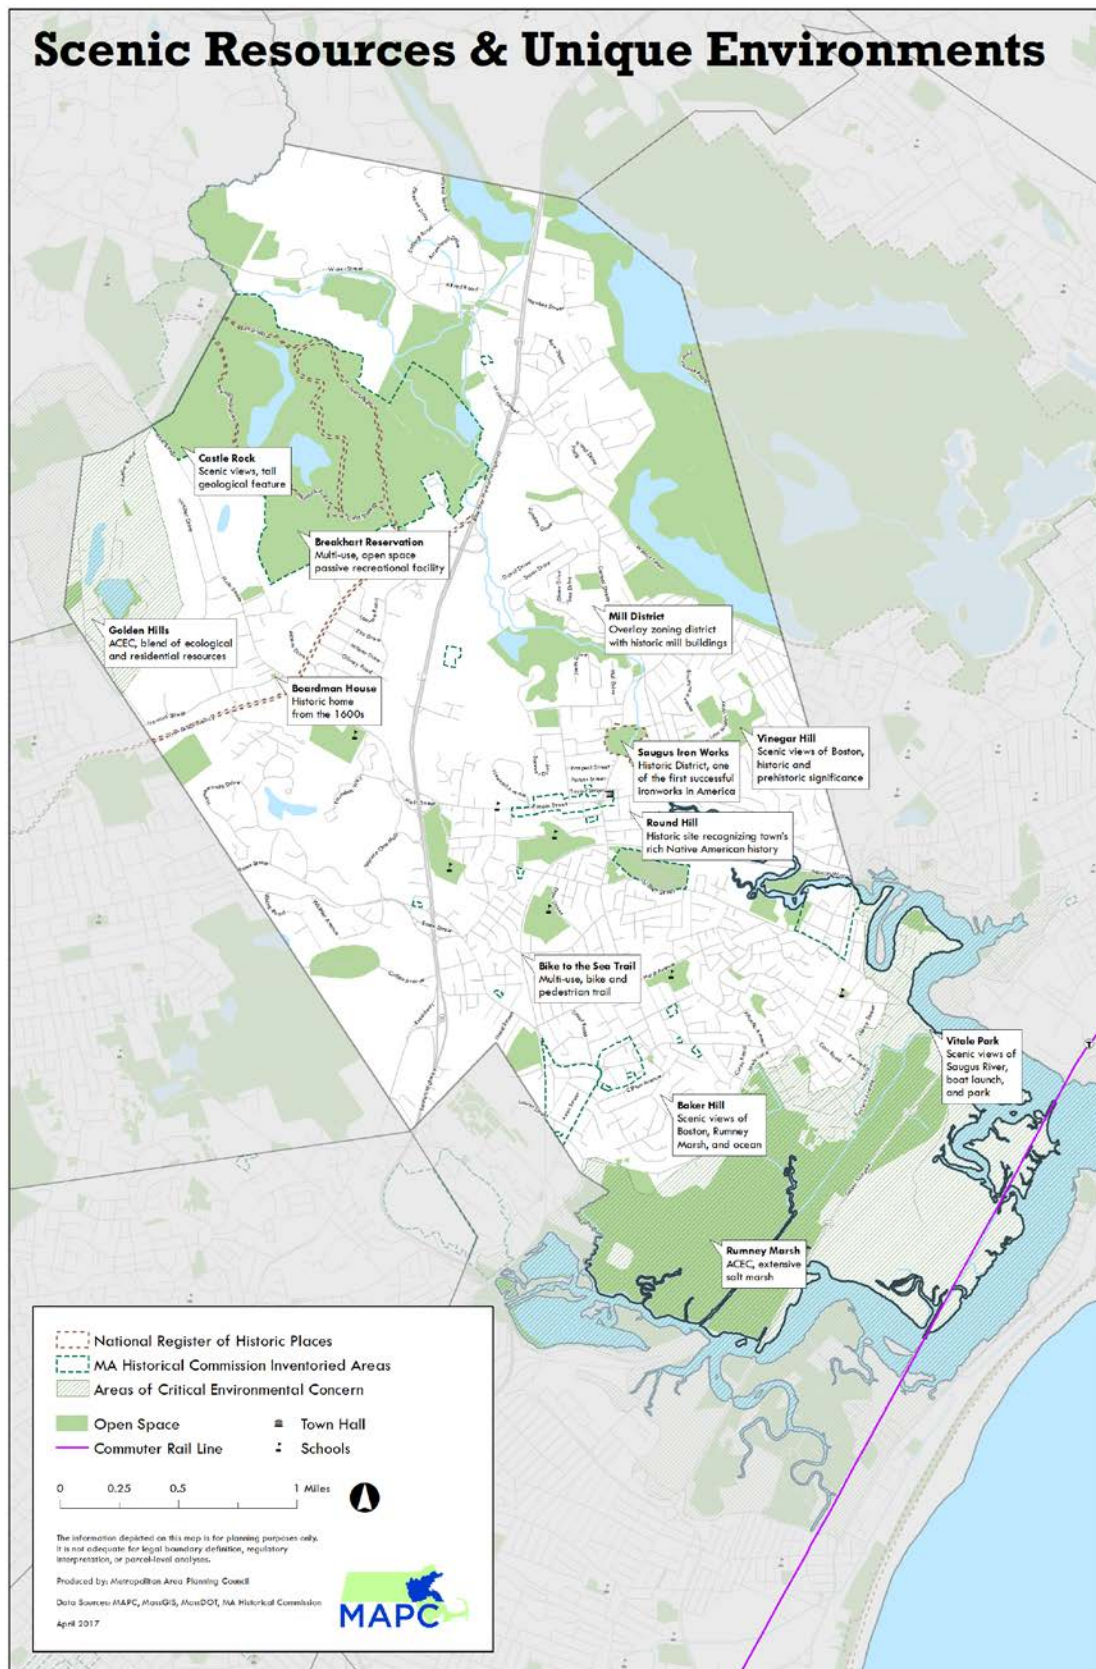 Scenic Resources & Unique Environments
Water Street
Walnut Street
Castle Rock
Scenic views, tall
geological feature
Breakhart Reservation
Multi-use, open space
passive recreational facility
Golden Hills
ACEC, blend of ecological
and residential resources
Mill District
Overlay zoning district
with historic mill buildings
Boardman House
Historic home
from the 1600s
Saugus Iron Works
Historic District, one
of the first successful
ironworks in America
Vinegar Hill
Scenic views of Boston,
historic and
prehistoric significance
Main Street
Round Hill
Historic site recognizing town's
rich Native American history
Essex Street
Bike to the Sea Trail
Multi-use, bike and
pedestrian trail
Vitale Park
Scenic views of
Saugus River,
boat launch,
and park
Baker Hill
Scenic views of
Boston, Rumney
Marsh, and ocean
Rumney Marsh
ACEC, extensive
salt marsh
National Register of Historic Places
MA Historical Commission Inventoried Areas
Areas of Critical Environmental Concern
Open Space
Town Hall
Commuter Rail Line
Schools
0 0.25 0.5 1 Miles
The information depicted on this map is for planning purposes only.
It is not adequate for legal boundary definition, regulatory
interpretation, or parcel-level analyses.
Produced by: Metropolitan Area Planning Council
Data Sources: MAPC, MassGIS, MassDOT, MA Historical Commission
April 2017
MAPC